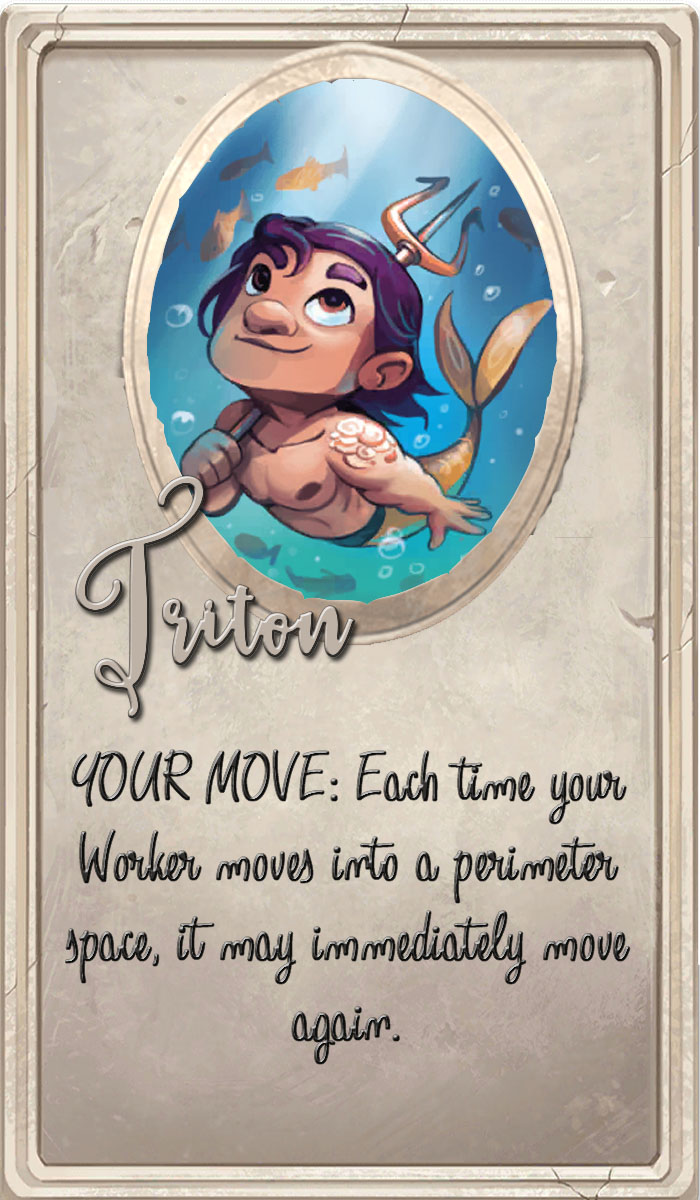 Triton
YOUR MOVE: Each time your
Worker moves into a perimeter
space, it may immediately move
again.